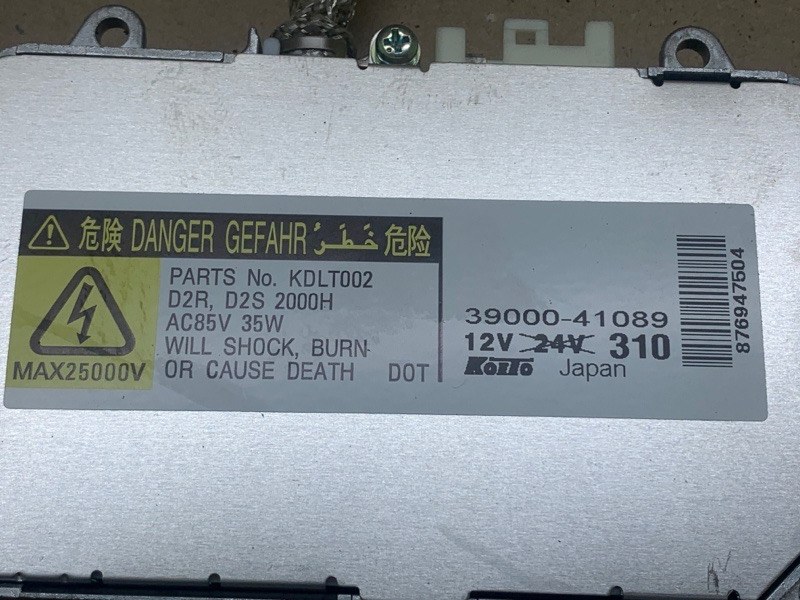 危険 DANGER GEFAHR خَطَرٌ 危险
PARTS No. KDLT002
D2R, D2S 2000H
AC85V 35W
WILL SHOCK, BURN
OR CAUSE DEATH DOT
MAX25000V
39000-41089
12V 24V 310
KOITO Japan
876947504